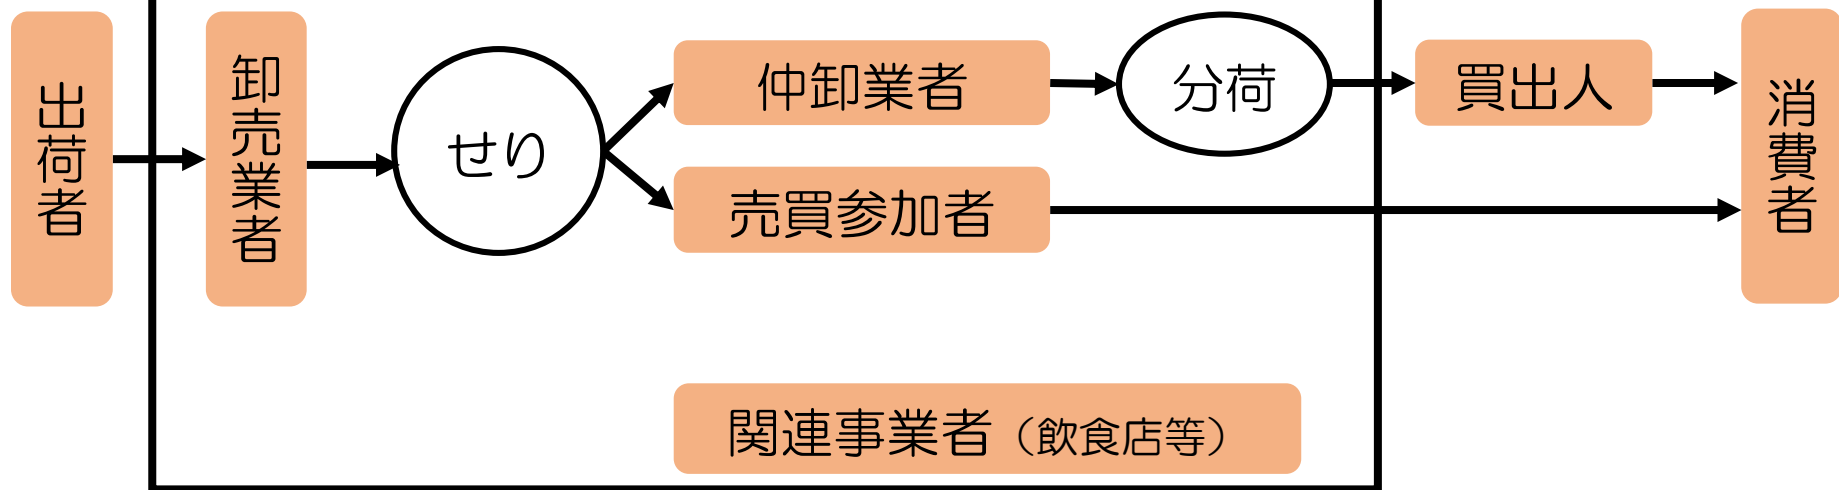 出荷者
卸売業者
せり
仲卸業者
売買参加者
分荷
買出人
消費者
関連事業者（飲食店等）